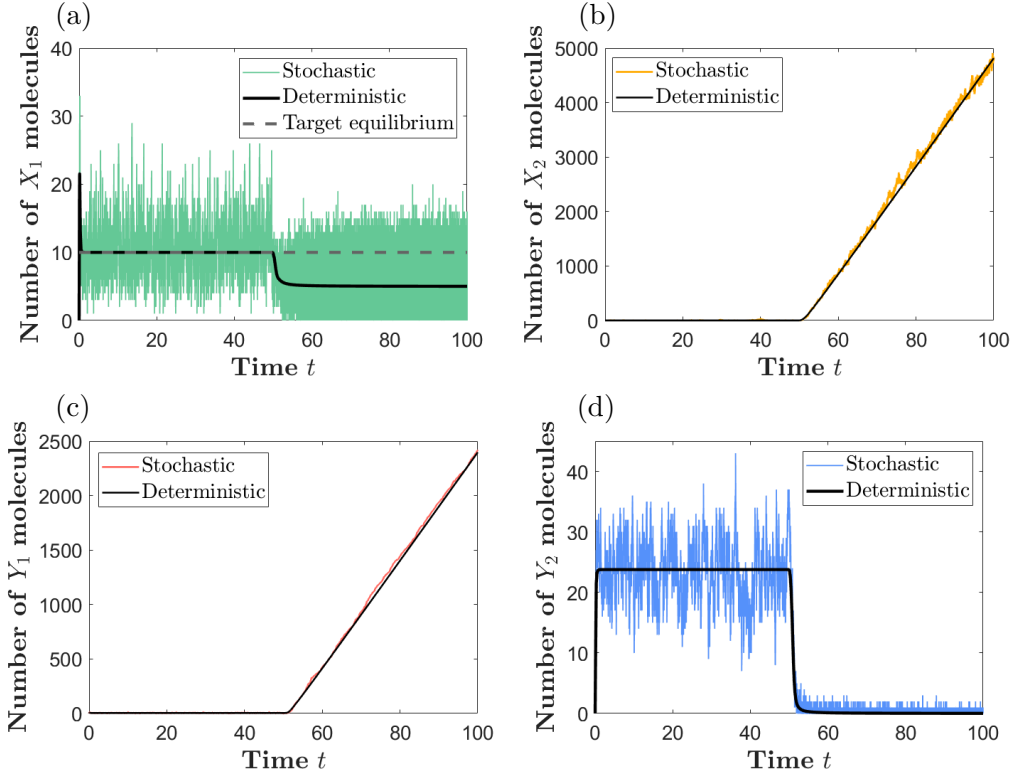 (a)
Number of X₁ molecules
40
30
20
10
0
Stochastic
Deterministic
Target equilibrium
0 20 40 60 80 100
Time t
(b)
Number of X₂ molecules
5000
4000
3000
2000
1000
0
Stochastic
Deterministic
0 20 40 60 80 100
Time t
(c)
Number of Y₁ molecules
2500
2000
1500
1000
500
0
Stochastic
Deterministic
0 20 40 60 80 100
Time t
(d)
Number of Y₂ molecules
40
30
20
10
0
Stochastic
Deterministic
0 20 40 60 80 100
Time t